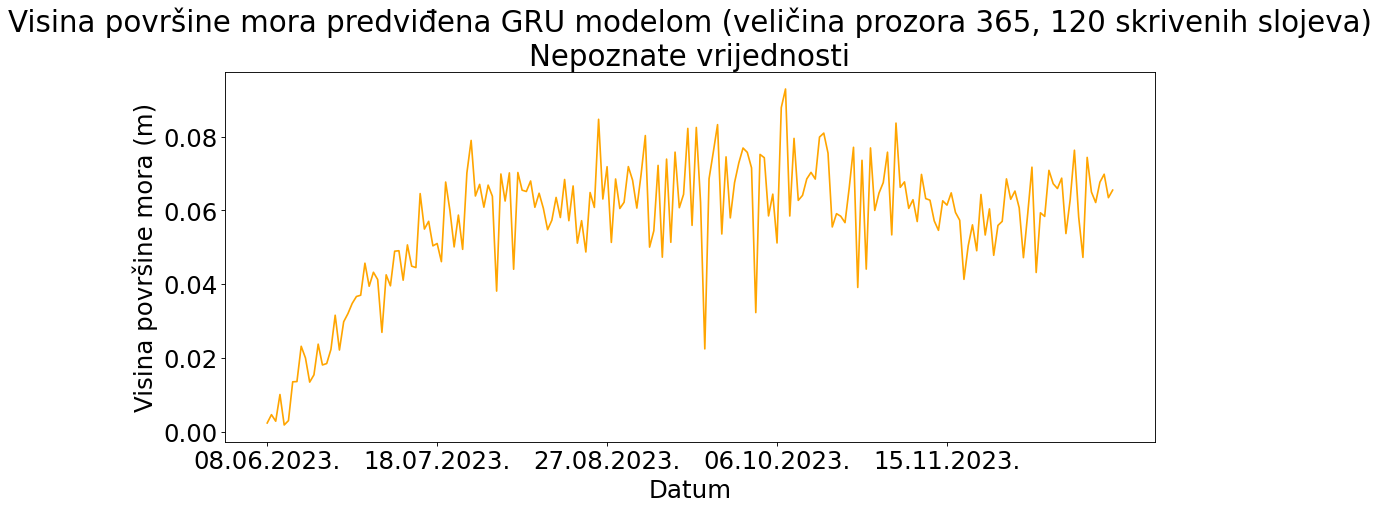 Visina površine mora predviđena GRU modelom (veličina prozora 365, 120 skrivenih slojeva)
Nepoznate vrijednosti
Visina površine mora (m)
0.08
0.06
0.04
0.02
0.00
08.06.2023. 18.07.2023. 27.08.2023. 06.10.2023. 15.11.2023.
Datum